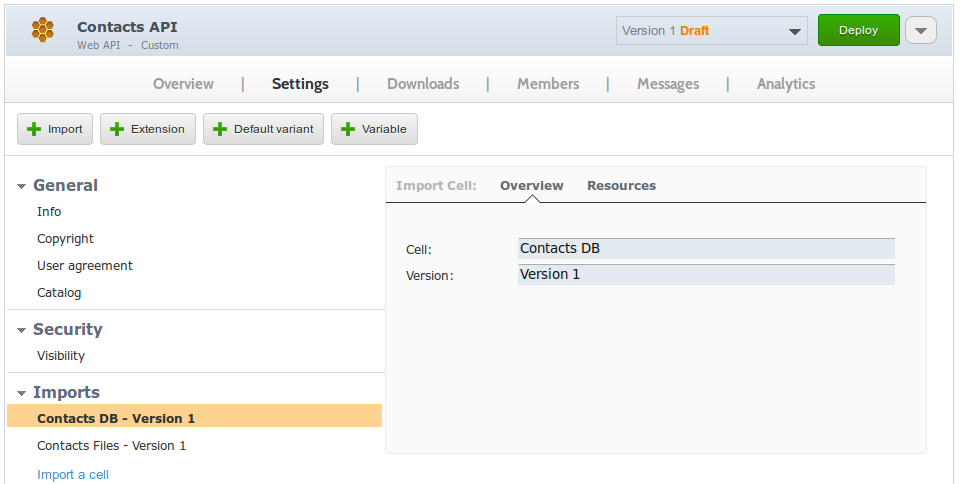 Contacts API
Web API - Custom
Version 1 Draft
Deploy
Overview | Settings | Downloads | Members | Messages | Analytics
Import Extension Default variant Variable
General
Info
Copyright
User agreement
Catalog
Security
Visibility
Imports
Contacts DB - Version 1
Contacts Files - Version 1
Import a cell
Import Cell: Overview Resources
Cell: Contacts DB
Version: Version 1